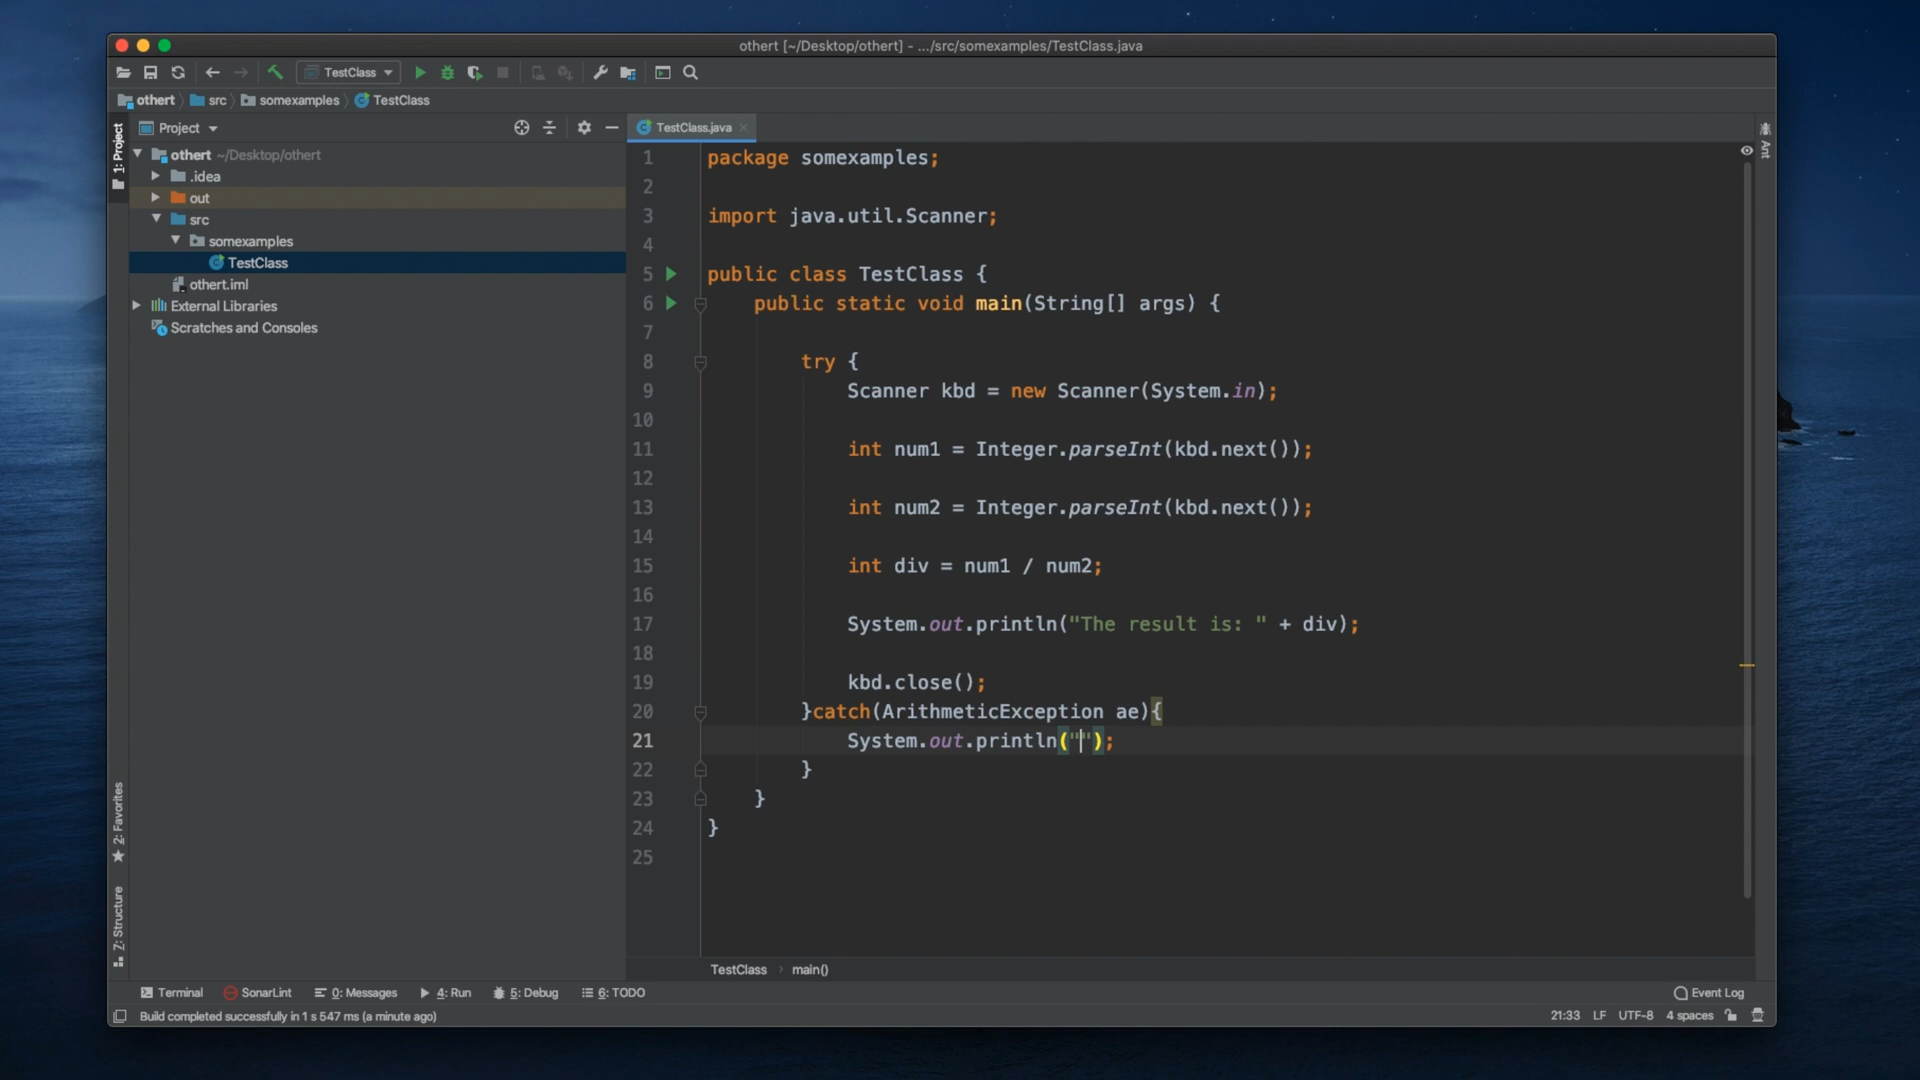 othert [~/Desktop/othert] - .../src/somexamples/TestClass.java
TestClass
othert
src
somexamples
TestClass
1: Project
Project
othert ~/Desktop/othert
.idea
out
src
somexamples
TestClass
othert.iml
External Libraries
Scratches and Consoles
2: Favorites
7: Structure
TestClass.java
Ant
1 package somexamples;
2
3 import java.util.Scanner;
4
5 public class TestClass {
6 public static void main(String[] args) {
7
8 try {
9 Scanner kbd = new Scanner(System.in);
10
11 int num1 = Integer.parseInt(kbd.next());
12
13 int num2 = Integer.parseInt(kbd.next());
14
15 int div = num1 / num2;
16
17 System.out.println("The result is: " + div);
18
19 kbd.close();
20 }catch(ArithmeticException ae){
21 System.out.println("");
22 }
23 }
24 }
25
TestClass main()
Terminal SonarLint 0: Messages 4: Run 5: Debug 6: TODO Event Log
Build completed successfully in 1 s 547 ms (a minute ago) 21:33 LF UTF-8 4 spaces